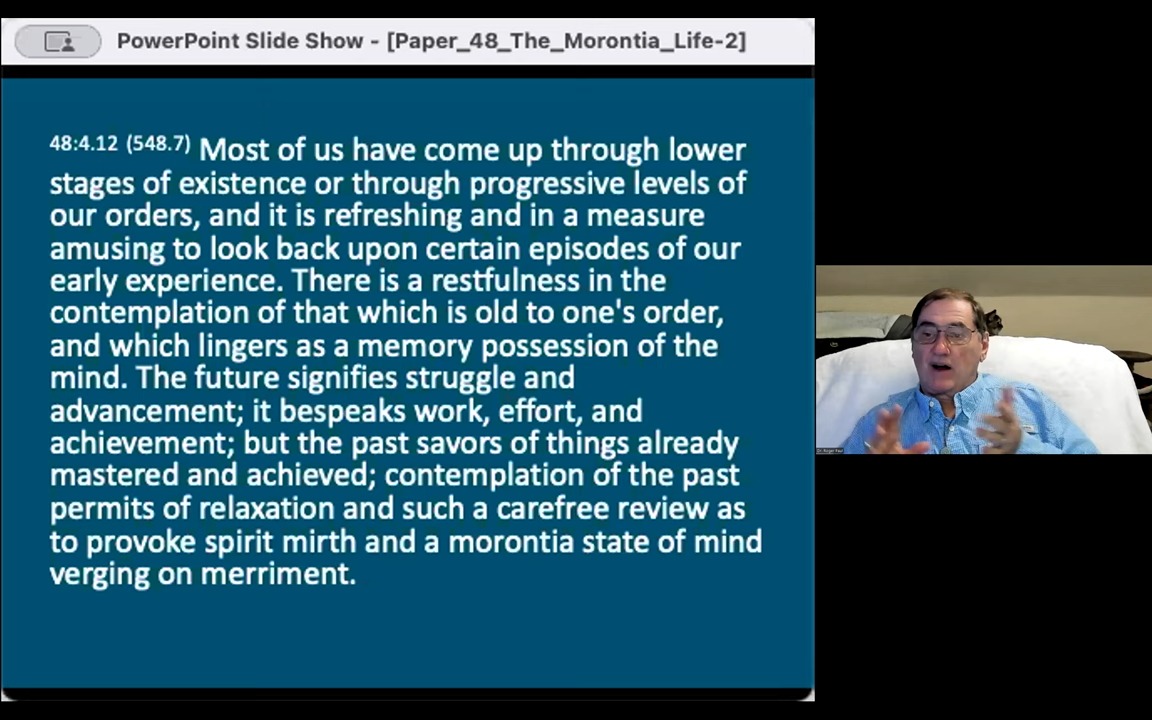 PowerPoint Slide Show - [Paper_48_The_Morontia_Life-2]
48:4.12 (548.7) Most of us have come up through lower
stages of existence or through progressive levels of
our orders, and it is refreshing and in a measure
amusing to look back upon certain episodes of our
early experience. There is a restfulness in the
contemplation of that which is old to one's order,
and which lingers as a memory possession of the
mind. The future signifies struggle and
advancement; it bespeaks work, effort, and
achievement; but the past savors of things already
mastered and achieved; contemplation of the past
permits of relaxation and such a carefree review as
to provoke spirit mirth and a morontia state of mind
verging on merriment.